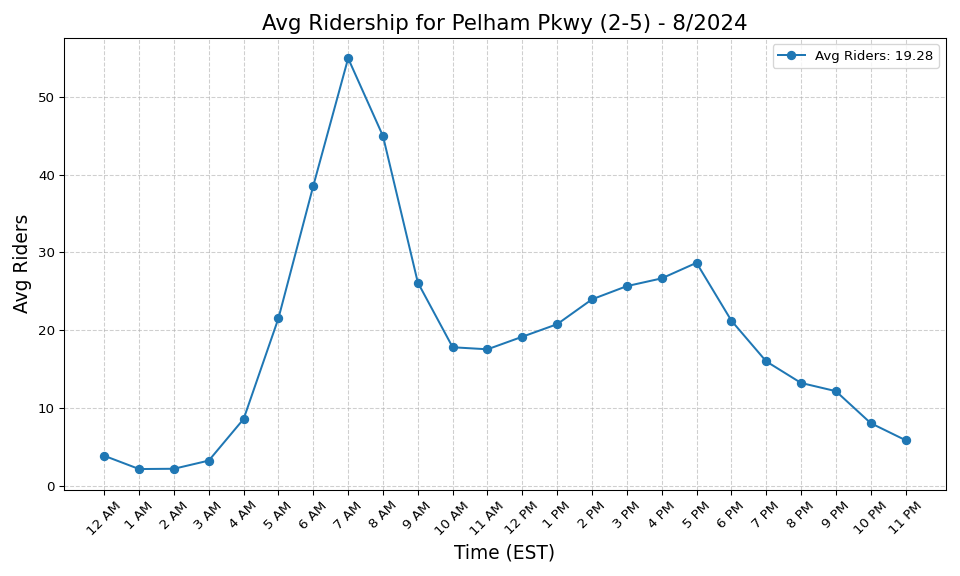 Avg Ridership for Pelham Pkwy (2-5) - 8/2024
Avg Riders: 19.28
Avg Riders
50
40
30
20
10
0
12 AM 1 AM 2 AM 3 AM 4 AM 5 AM 6 AM 7 AM 8 AM 9 AM 10 AM 11 AM 12 PM 1 PM 2 PM 3 PM 4 PM 5 PM 6 PM 7 PM 8 PM 9 PM 10 PM 11 PM
Time (EST)